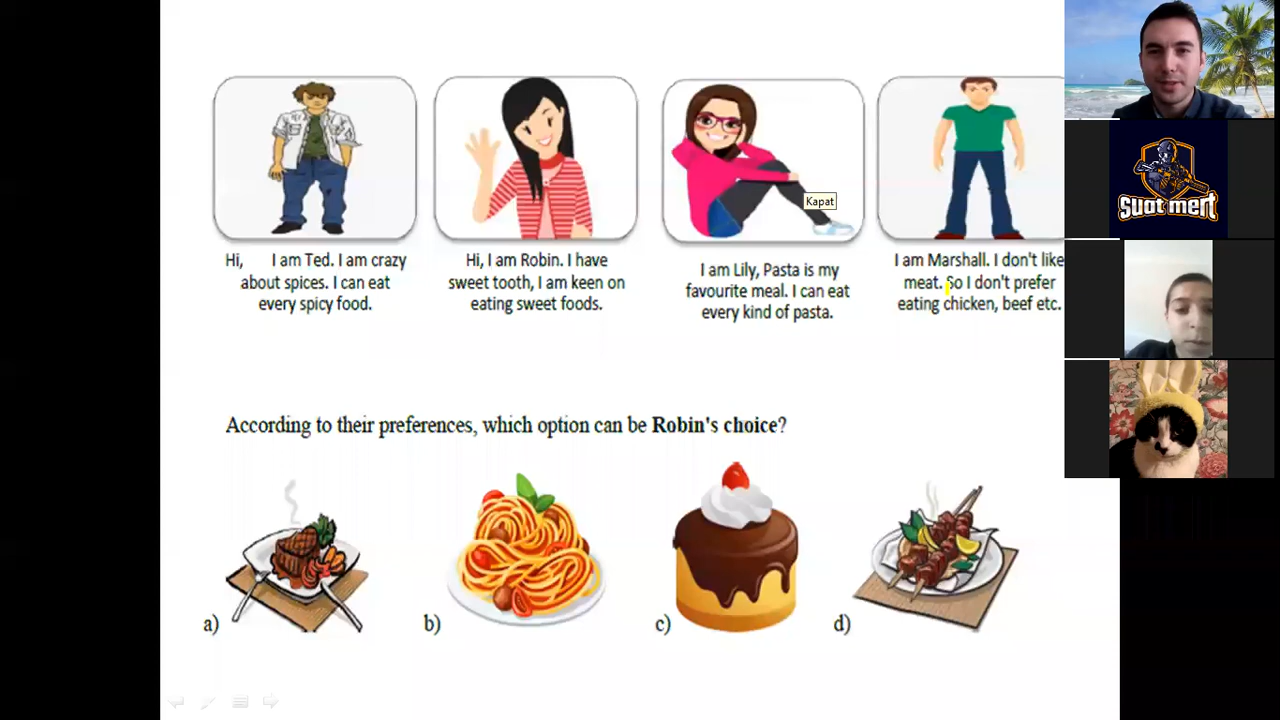 Hi, I am Ted. I am crazy
about spices. I can eat
every spicy food.
Hi, I am Robin. I have
sweet tooth, I am keen on
eating sweet foods.
I am Lily, Pasta is my
favourite meal. I can eat
every kind of pasta.
I am Marshall. I don't like
meat. So I don't prefer
eating chicken, beef etc.
Kapat
According to their preferences, which option can be Robin's choice?
a)
b)
c)
d)
SUOT mert